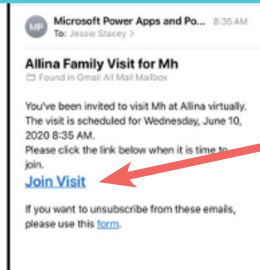 MP
Microsoft Power Apps and Po... 8:35 AM
To: Jessie Stacey >
Allina Family Visit for Mh
Found in Gmail All Mail Mailbox
You've been invited to visit Mh at Allina virtually.
The visit is scheduled for Wednesday, June 10,
2020 8:35 AM.
Please click the link below when it is time to
join.
Join Visit
If you want to unsubscribe from these emails,
please use this form.